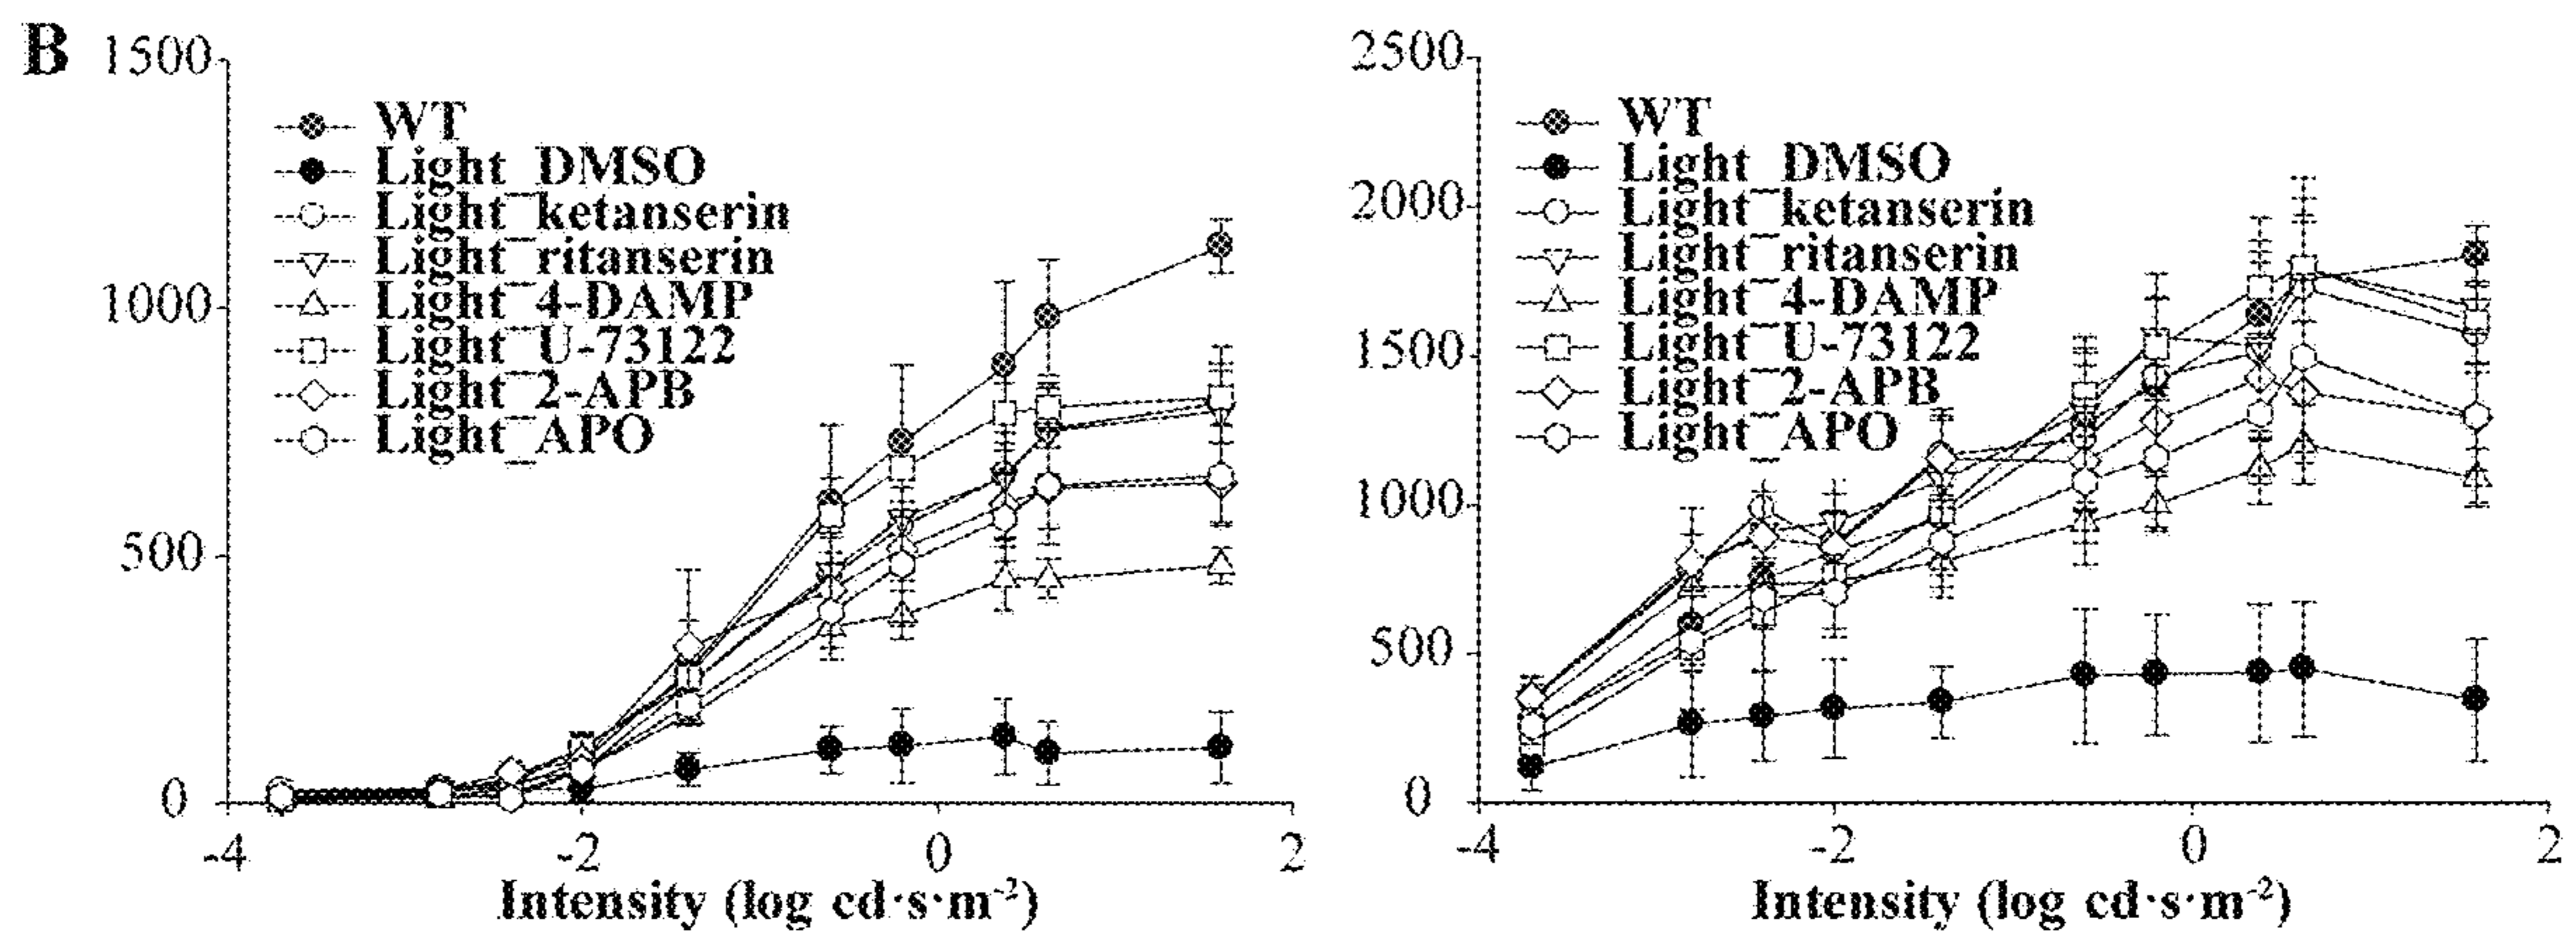 B
1500
1000
500
0
-4
-2
0
2
WT
Light_DMSO
Light_ketanserin
Light_ritanserin
Light_4-DAMP
Light_U-73122
Light_2-APB
Light_APO
Intensity (log cd·s·m-2)
2500
2000
1500
1000
500
0
-4
-2
0
2
WT
Light_DMSO
Light_ketanserin
Light_ritanserin
Light_4-DAMP
Light_U-73122
Light_2-APB
Light_APO
Intensity (log cd·s·m-2)